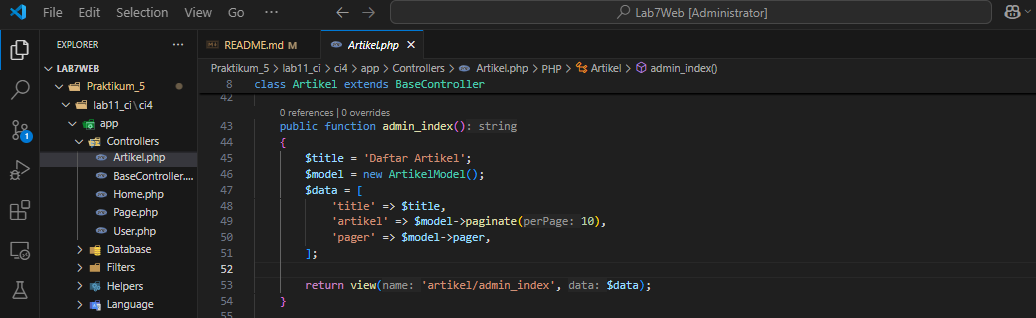 File Edit Selection View Go ... Lab7Web [Administrator]
EXPLORER ...
LAB7WEB
Praktikum_5
lab11_ci\ci4
app
Controllers
Artikel.php
BaseController....
Home.php
Page.php
User.php
Database
Filters
Helpers
Language
1
README.md M Artikel.php
Praktikum_5 > lab11_ci > ci4 > app > Controllers > Artikel.php > PHP > Artikel > admin_index()
8 class Artikel extends BaseController
42
0 references | 0 overrides
43 public function admin_index(): string
44 {
45 $title = 'Daftar Artikel';
46 $model = new ArtikelModel();
47 $data = [
48 'title' => $title,
49 'artikel' => $model->paginate(perPage: 10),
50 'pager' => $model->pager,
51 ];
52
53 return view(name: 'artikel/admin_index', data: $data);
54 }
55